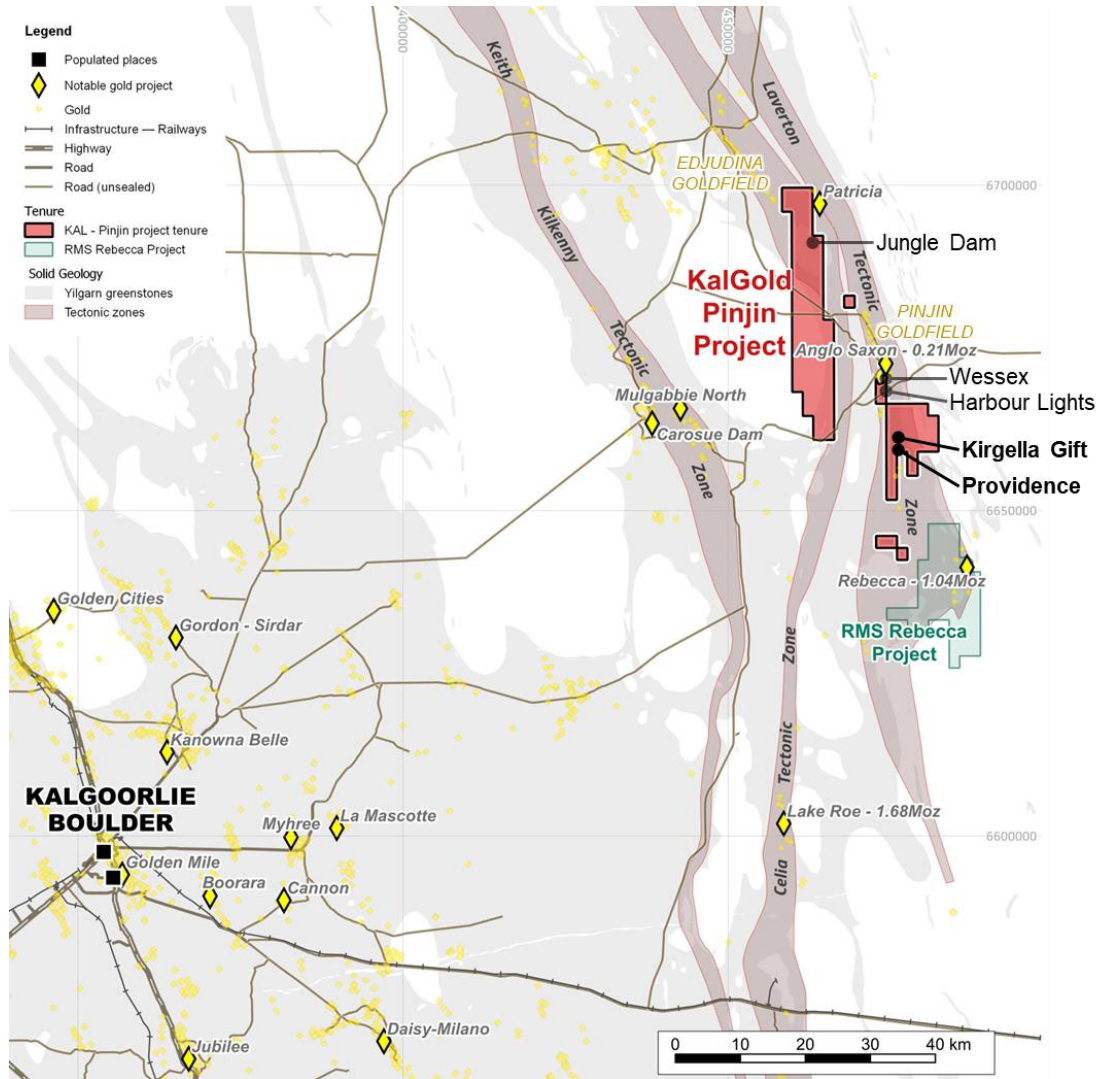 Legend
Populated places
Notable gold project
Gold
Infrastructure — Railways
Highway
Road
Road (unsealed)
Tenure
KAL - Pinjin project tenure
RMS Rebecca Project
Solid Geology
Yilgarn greenstones
Tectonic zones
400000
450000
Keith
Kilkenny
Tectonic
Zone
Laverton
Tectonic
Zone
EDJUDINA
GOLDFIELD
Patricia
6700000
Jungle Dam
KalGold
Pinjin
Project
PINJIN
GOLDFIELD
Anglo Saxon - 0.21Moz
Wessex
Harbour Lights
Mulgabbie North
Carosue Dam
Kirgella Gift
Providence
6650000
Rebecca - 1.04Moz
RMS Rebecca
Project
Golden Cities
Gordon - Sirdar
Kanowna Belle
Zone
Tectonic
Celia
KALGOORLIE
BOULDER
Myhree
La Mascotte
Lake Roe - 1.68Moz
6600000
Golden Mile
Boorara
Cannon
Daisy-Milano
Jubilee
0 10 20 30 40 km